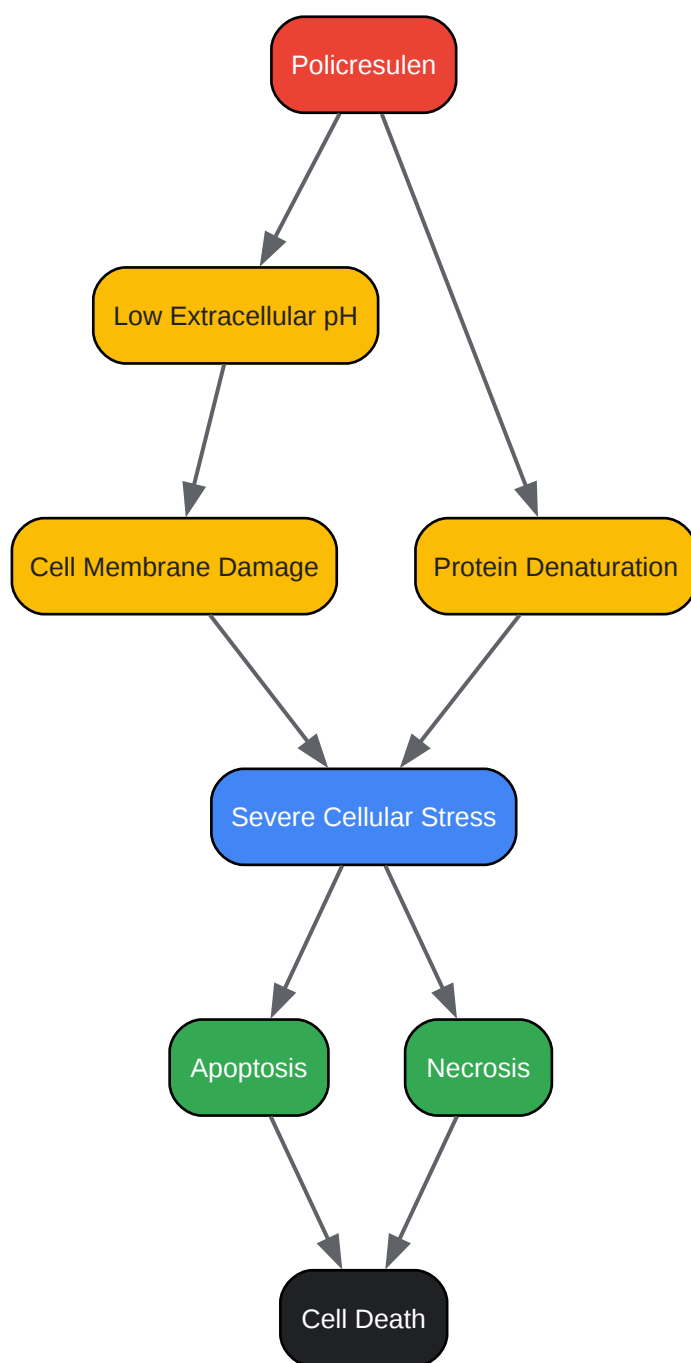 Policresulen
Low Extracellular pH
Cell Membrane Damage
Protein Denaturation
Severe Cellular Stress
Apoptosis
Necrosis
Cell Death